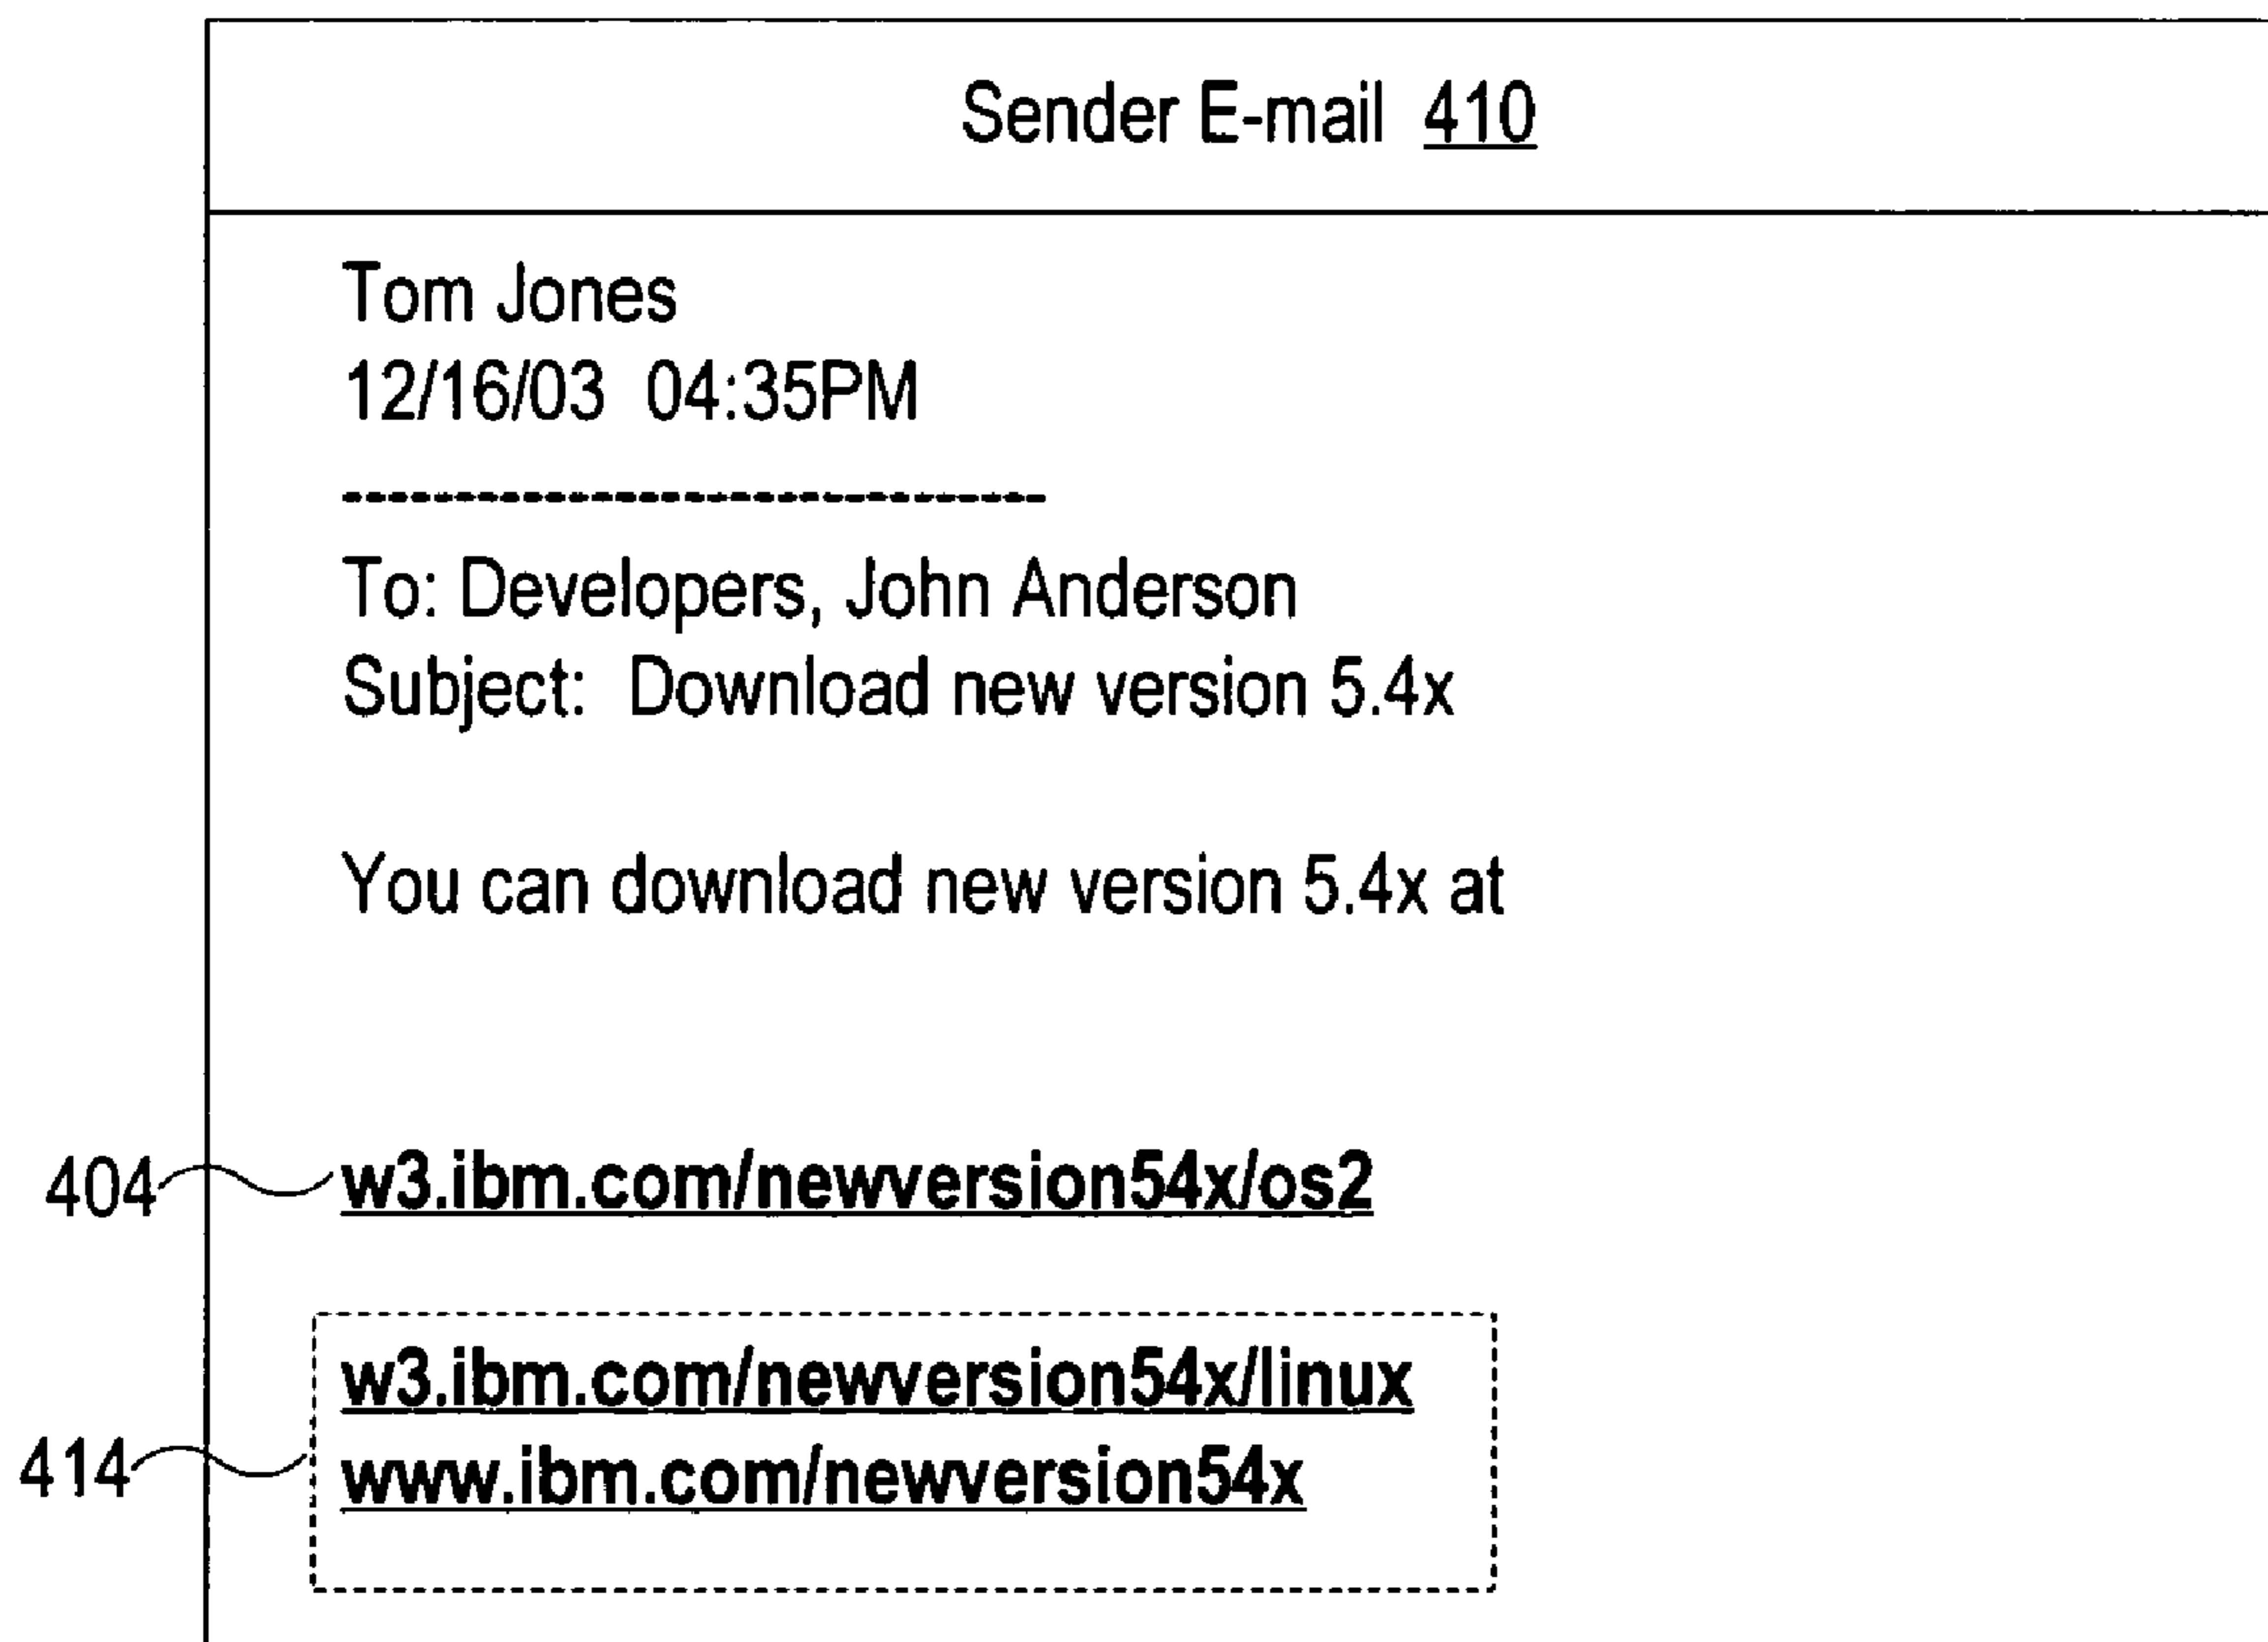 Sender E-mail 410
Tom Jones
12/16/03 04:35PM
-------------------------------
To: Developers, John Anderson
Subject: Download new version 5.4x
You can download new version 5.4x at
404 w3.ibm.com/newversion54x/os2
w3.ibm.com/newversion54x/linux
414 www.ibm.com/newversion54x